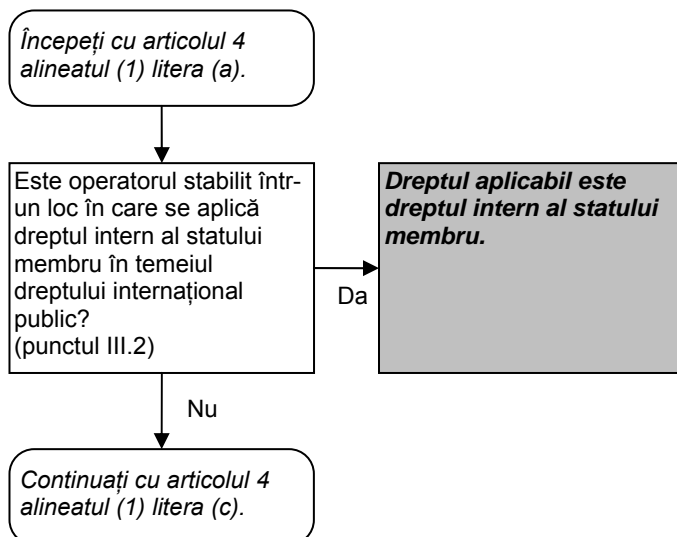 Începeți cu articolul 4
alineatul (1) litera (a).
Este operatorul stabilit într-
un loc în care se aplică
dreptul intern al statului
membru în temeiul
dreptului internațional
public?
(punctul III.2)
Da
Dreptul aplicabil este
dreptul intern al statului
membru.
Nu
Continuați cu articolul 4
alineatul (1) litera (c).